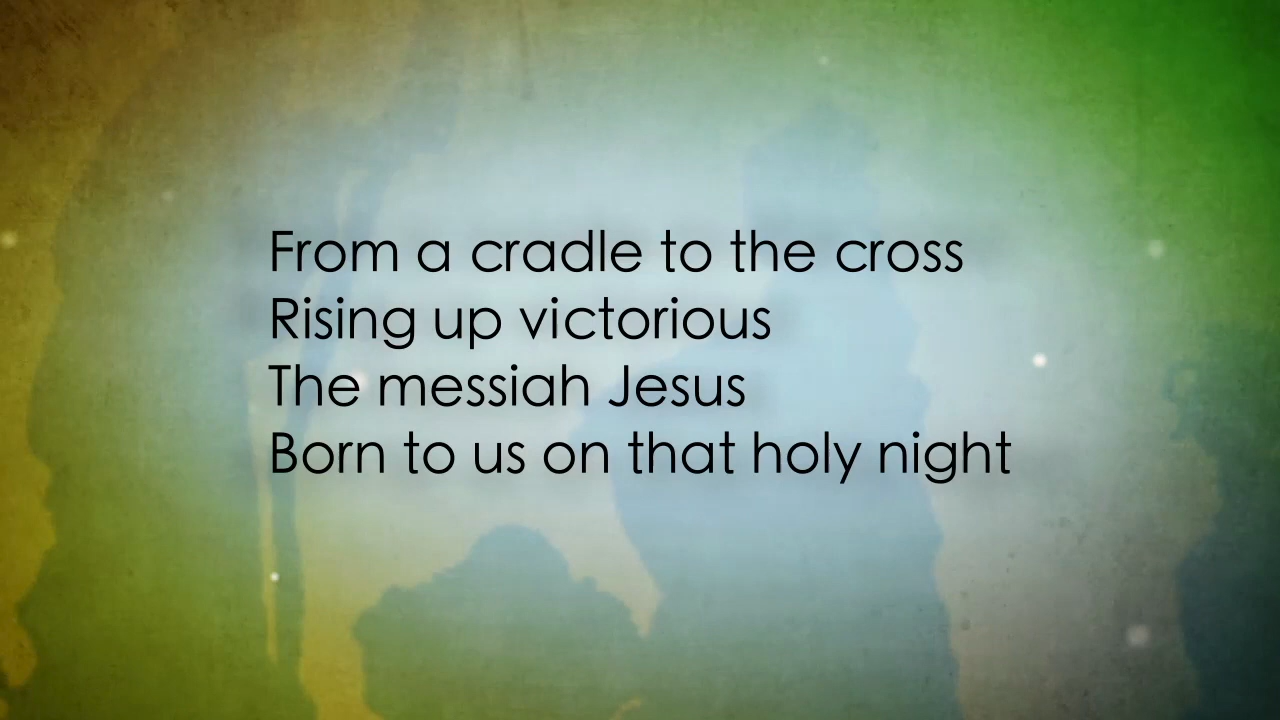 From a cradle to the cross
Rising up victorious
The messiah Jesus
Born to us on that holy night